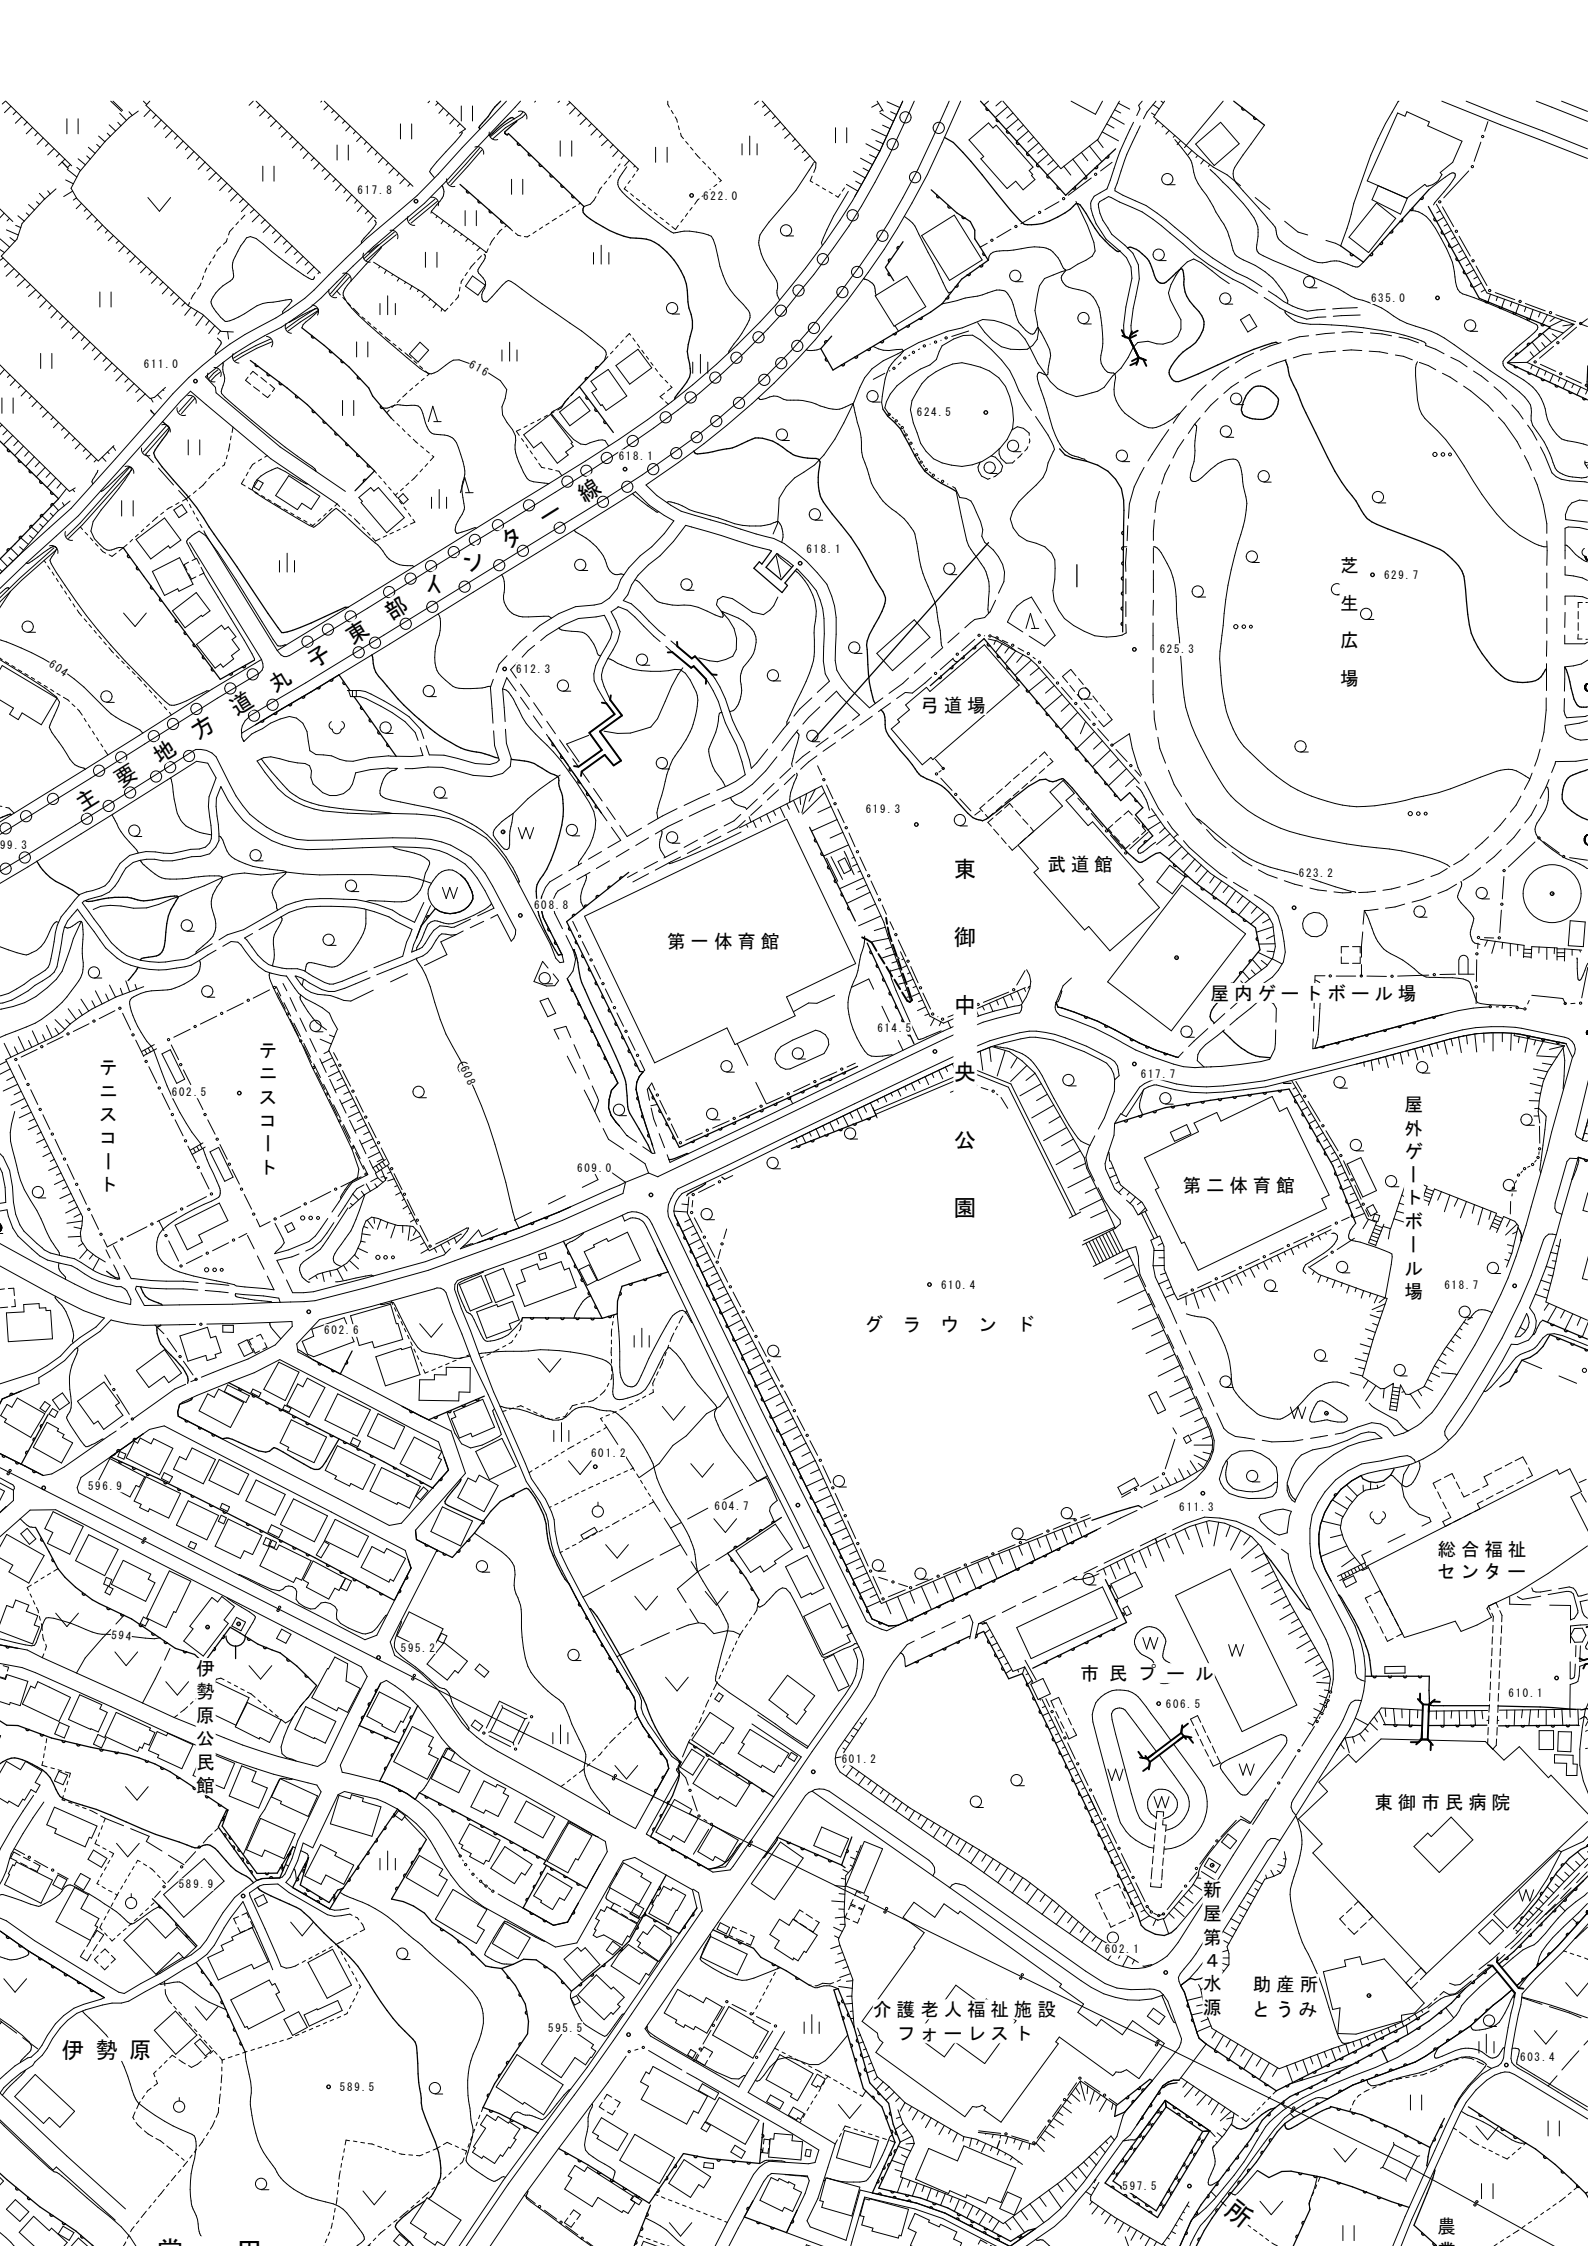 617.8
622.0
635.0
611.0
616
624.5
618.1
主要地方道丸子東部インター線
618.1
芝生広場
629.7
604
612.3
625.3
弓道場
619.3
武道館
623.2
99.3
W
W
608.8
第一体育館
東御中央公園
屋内ゲートボール場
614.5
608
テニスコート
テニスコート
602.5
617.7
屋外ゲートボール場
609.0
第二体育館
610.4
618.7
グラウンド
602.6
W
601.2
596.9
604.7
611.3
総合福祉
センター
594
595.2
伊勢原公民館
W
W
市民プール
606.5
610.1
601.2
W
W
W
東御市民病院
589.9
新屋第4水源
W
602.1
助産所
とうみ
介護老人福祉施設
フォーレスト
595.5
伊勢原
603.4
589.5
597.5
所
農